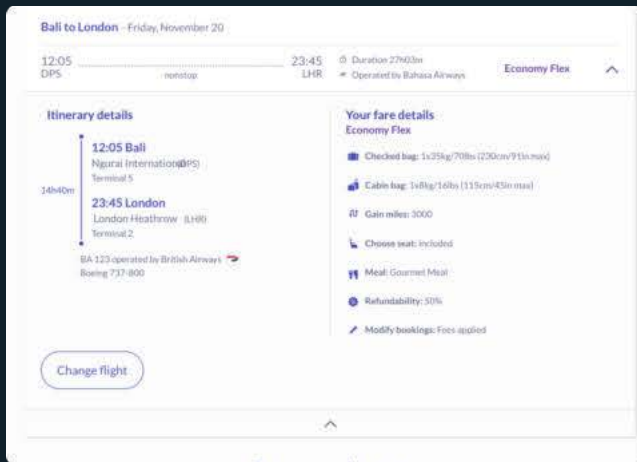 Bali to London - Friday, November 20
12:05
DPS
nonstop
23:45
LHR
Duration 27h03m
Operated by Bahasa Airways
Economy Flex
Itinerary details
14h40m
12:05 Bali
Ngurai Internation(DPS)
Terminal 5
23:45 London
London Heathrow (LHR)
Terminal 2
BA 123 operated by British Airways
Boeing 737-800
Change flight
Your fare details
Economy Flex
Checked bag: 1x35kg/70lbs (230cm/91in max)
Cabin bag: 1x8kg/16lbs (115cm/45in max)
Gain miles: 3000
Choose seat: included
Meal: Gourmet Meal
Refundability: 50%
Modify bookings: Fees applied